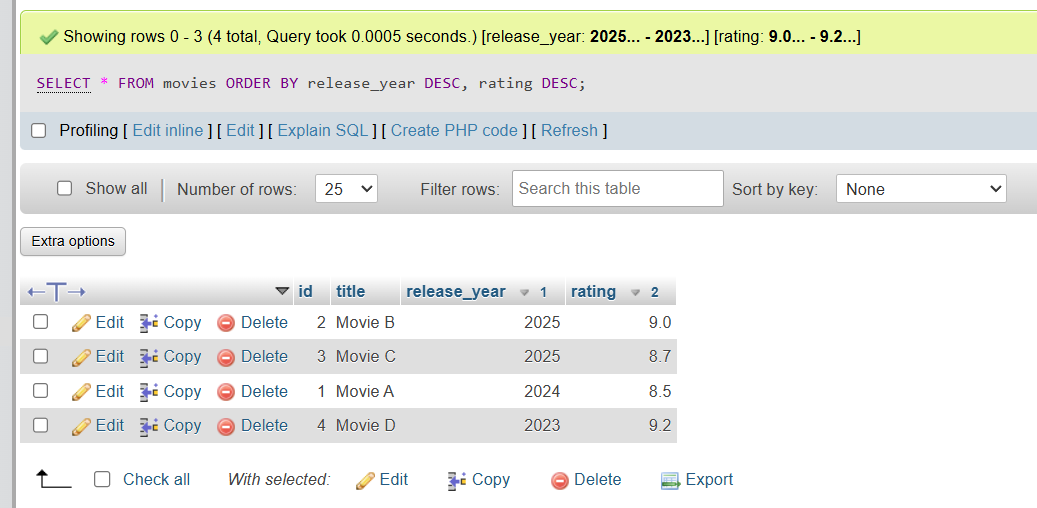 Showing rows 0 - 3 (4 total, Query took 0.0005 seconds.) [release_year: 2025... - 2023...] [rating: 9.0... - 9.2...]
SELECT * FROM movies ORDER BY release_year DESC, rating DESC;
Profiling [ Edit inline ] [ Edit ] [ Explain SQL ] [ Create PHP code ] [ Refresh ]
Show all Number of rows: 25 Filter rows: Search this table Sort by key: None
Extra options
id title release_year 1 rating 2
Edit Copy Delete 2 Movie B 2025 9.0
Edit Copy Delete 3 Movie C 2025 8.7
Edit Copy Delete 1 Movie A 2024 8.5
Edit Copy Delete 4 Movie D 2023 9.2
Check all With selected: Edit Copy Delete Export